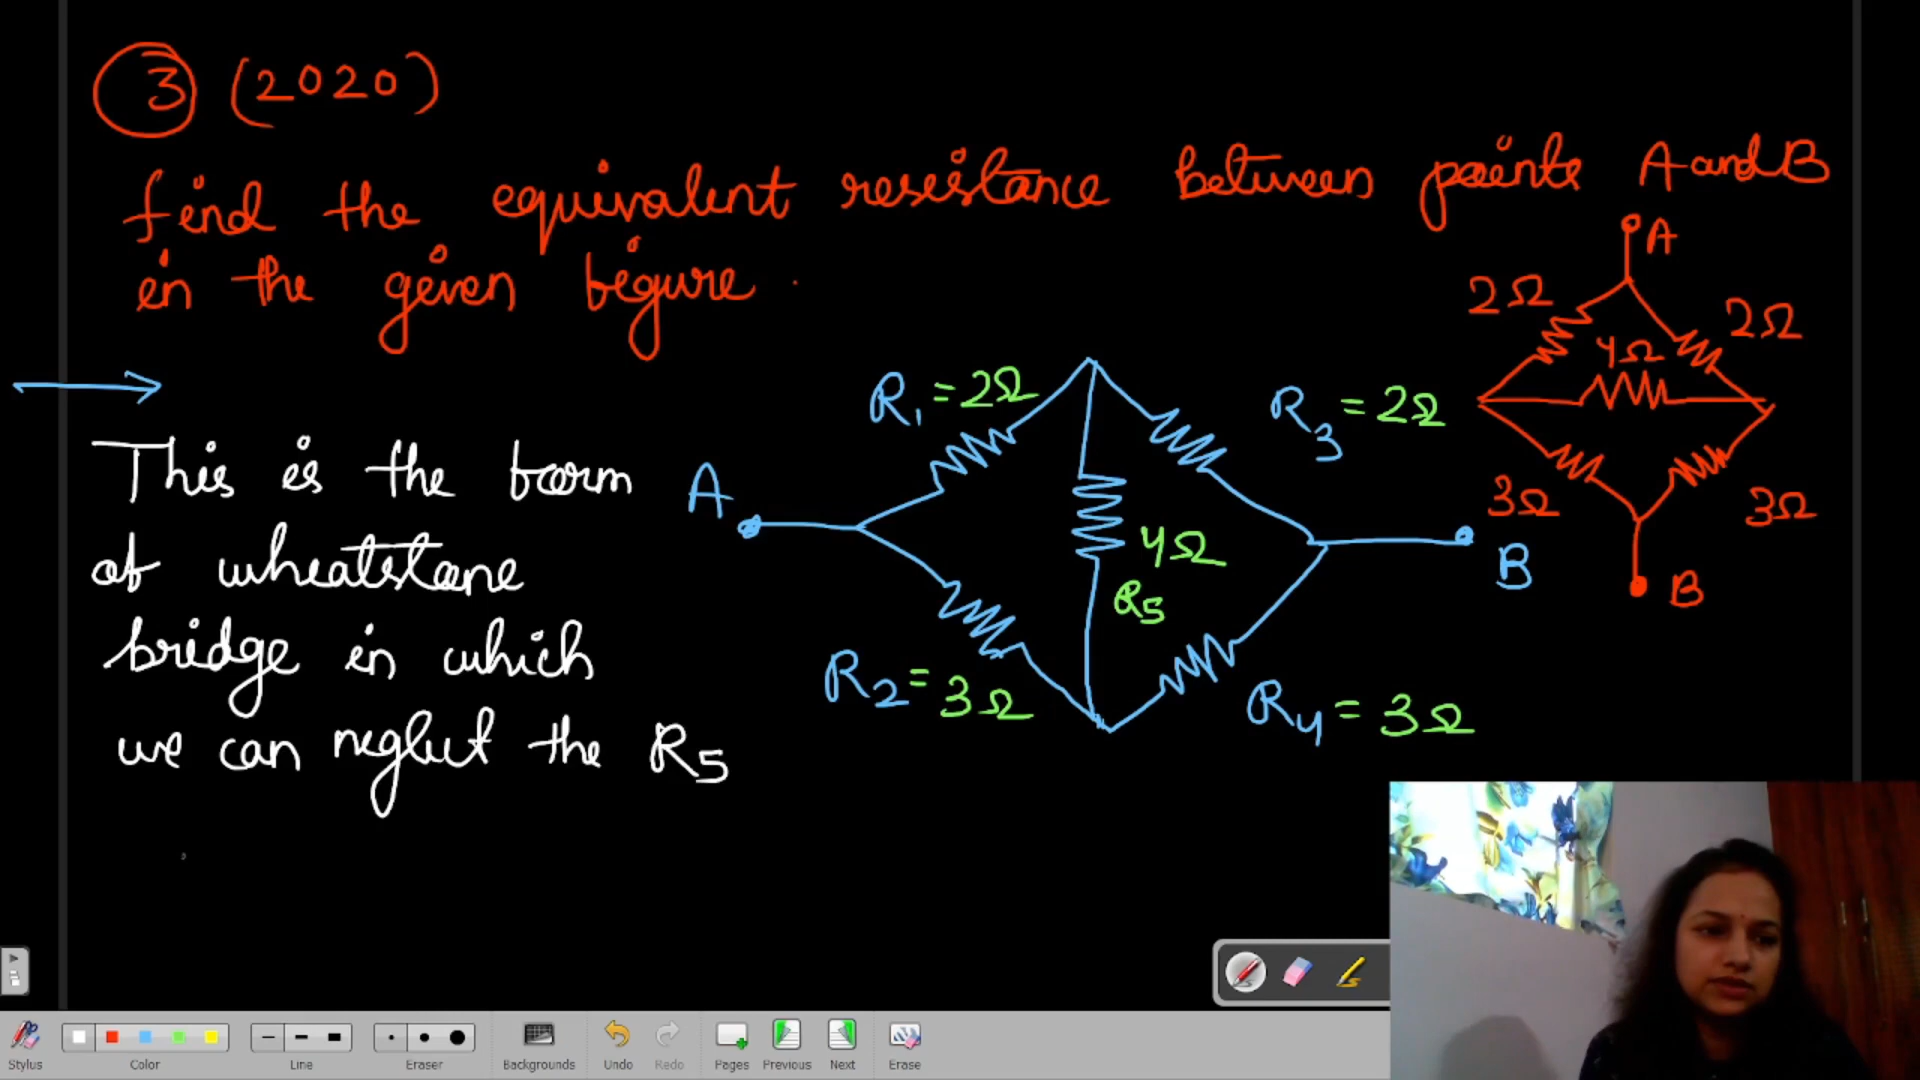 3 (2020)
find the equivalent resistance between points A and B
in the given figure.
A
2Ω
2Ω
4Ω
3Ω
3Ω
B
R1 = 2Ω
R3 = 2Ω
A
4Ω
R5
B
R2 = 3Ω
R4 = 3Ω
This is the form
of wheatstone
bridge in which
we can neglect the R5
Stylus
Color
Line
Eraser
Backgrounds
Undo
Redo
Pages
Previous
Next
Erase